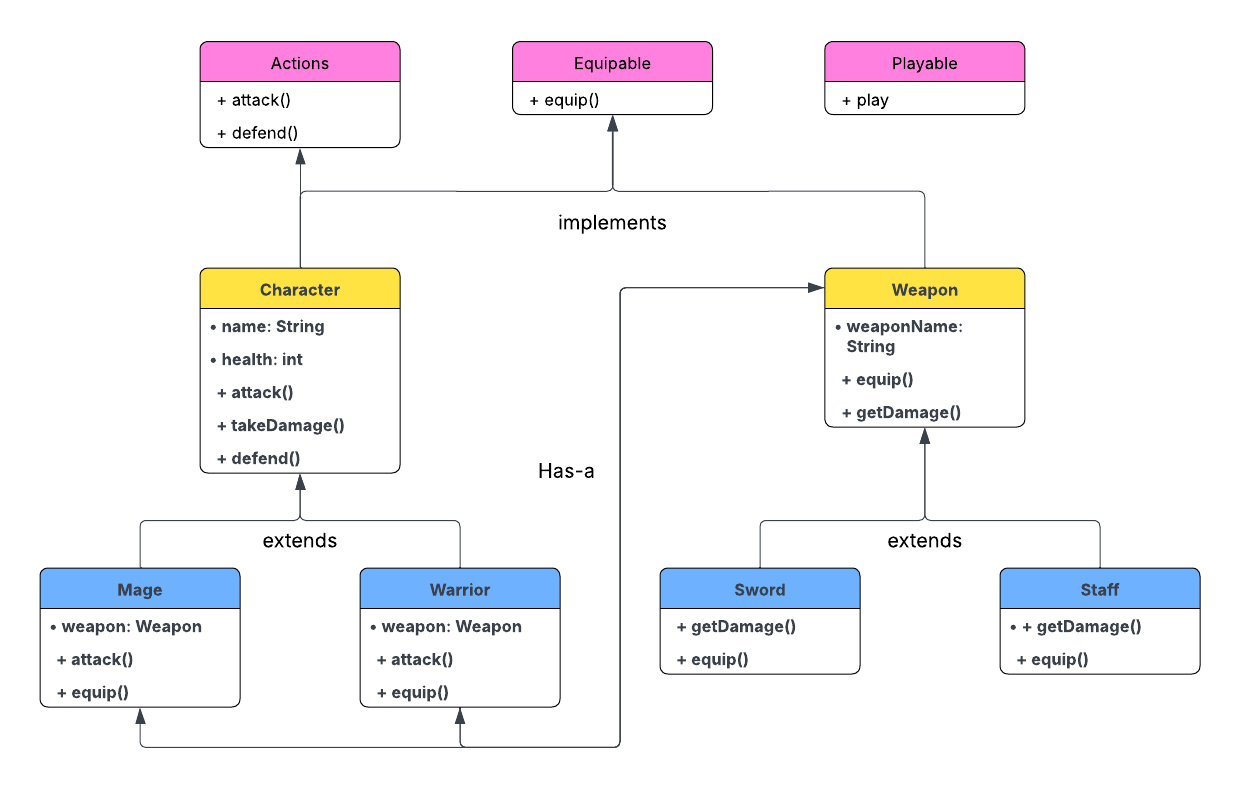 Actions
+ attack()
+ defend()
Equipable
+ equip()
Playable
+ play
implements
Character
• name: String
• health: int
+ attack()
+ takeDamage()
+ defend()
Weapon
• weaponName:
String
+ equip()
+ getDamage()
Has-a
extends
extends
Mage
• weapon: Weapon
+ attack()
+ equip()
Warrior
• weapon: Weapon
+ attack()
+ equip()
Sword
+ getDamage()
+ equip()
Staff
• + getDamage()
+ equip()